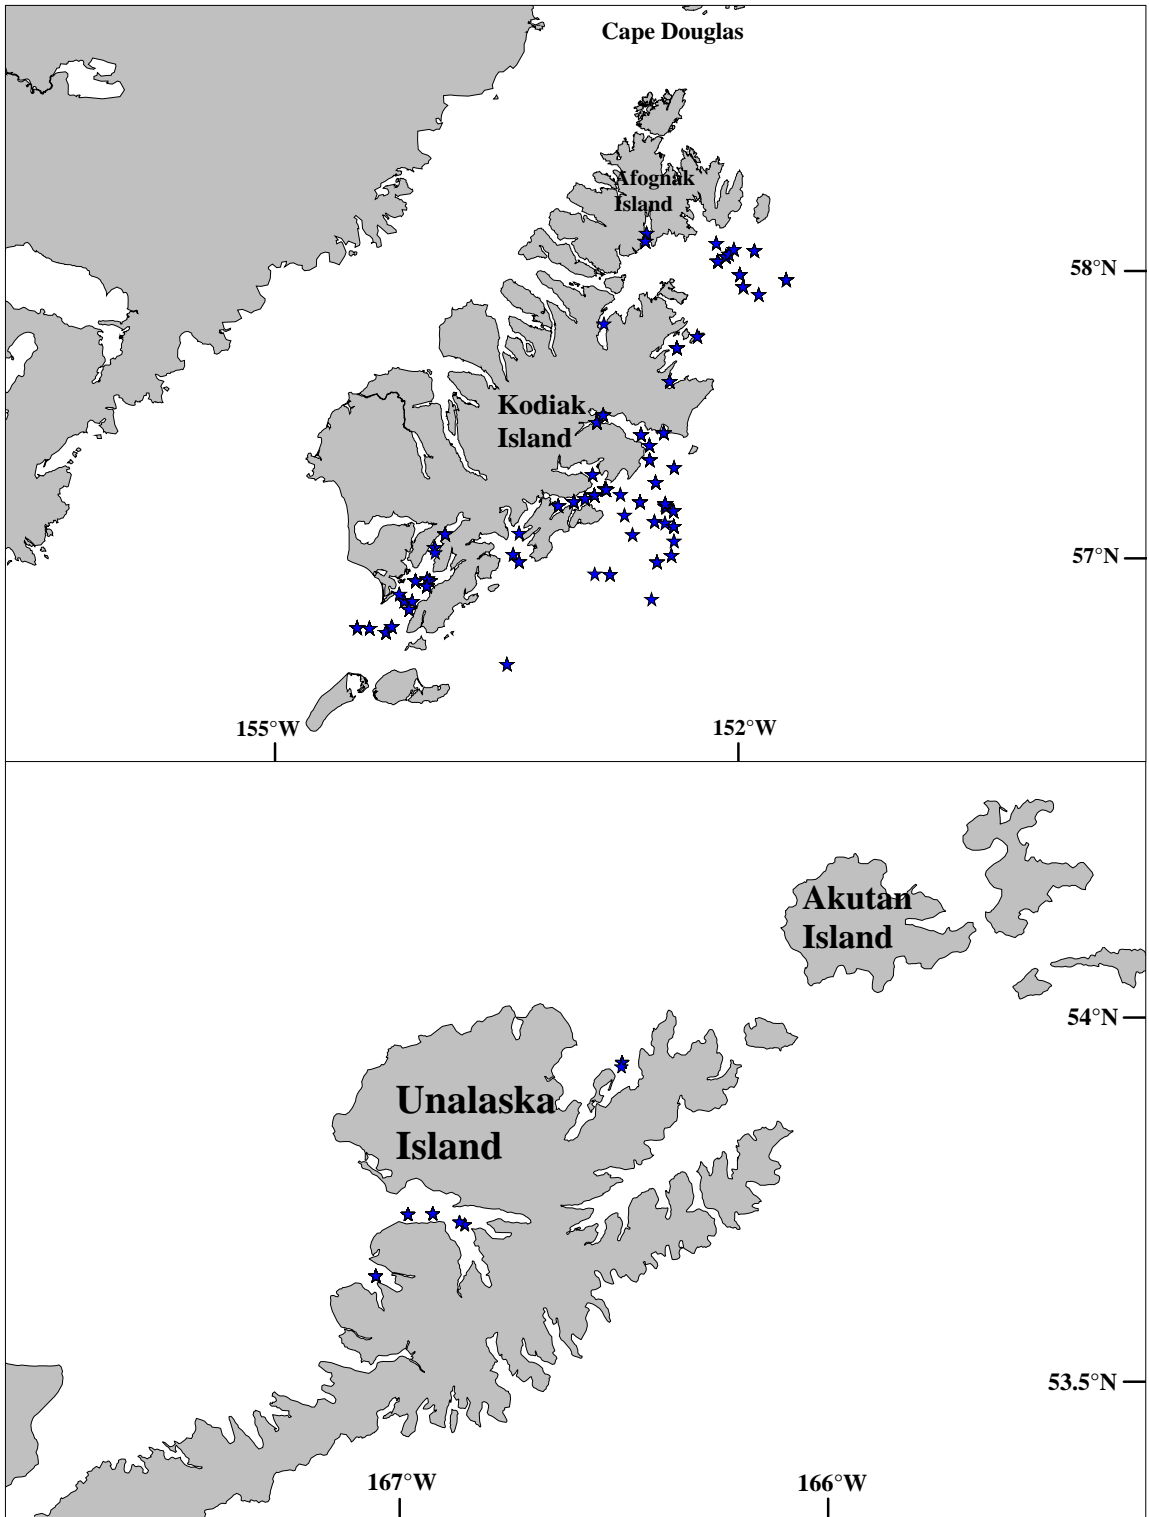 Cape Douglas
Afognak
Island
58°N
Kodiak
Island
57°N
155°W
152°W
Akutan
Island
54°N
Unalaska
Island
53.5°N
167°W
166°W